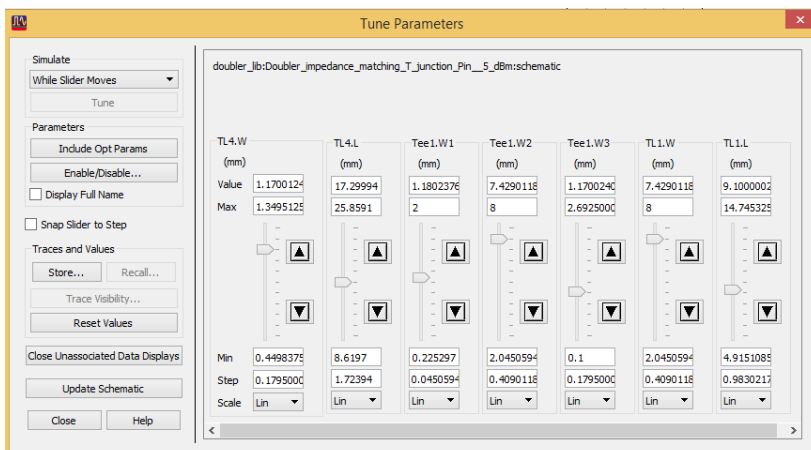 Tune Parameters
x
Simulate
While Slider Moves
Tune
Parameters
Include Opt Params
Enable/Disable...
Display Full Name
Snap Slider to Step
Traces and Values
Store... Recall...
Trace Visibility...
Reset Values
Close Unassociated Data Displays
Update Schematic
Close Help
doubler_lib:Doubler_impedance_matching_T_junction_Pin__5_dBm:schematic
TL4.W TL4.L Tee1.W1 Tee1.W2 Tee1.W3 TL1.W TL1.L
(mm) (mm) (mm) (mm) (mm) (mm) (mm)
Value 1.1700124 17.29994 1.1802376 7.4290118 1.1700240 7.4290118 9.1000002
Max 1.3495125 25.8591 2 8 2.6925000 8 14.745325
Min 0.4498375 8.6197 0.225297 2.0450594 0.1 2.0450594 4.9151085
Step 0.1795000 1.72394 0.0450594 0.4090118 0.1795000 0.4090118 0.9830217
Scale Lin Lin Lin Lin Lin Lin Lin